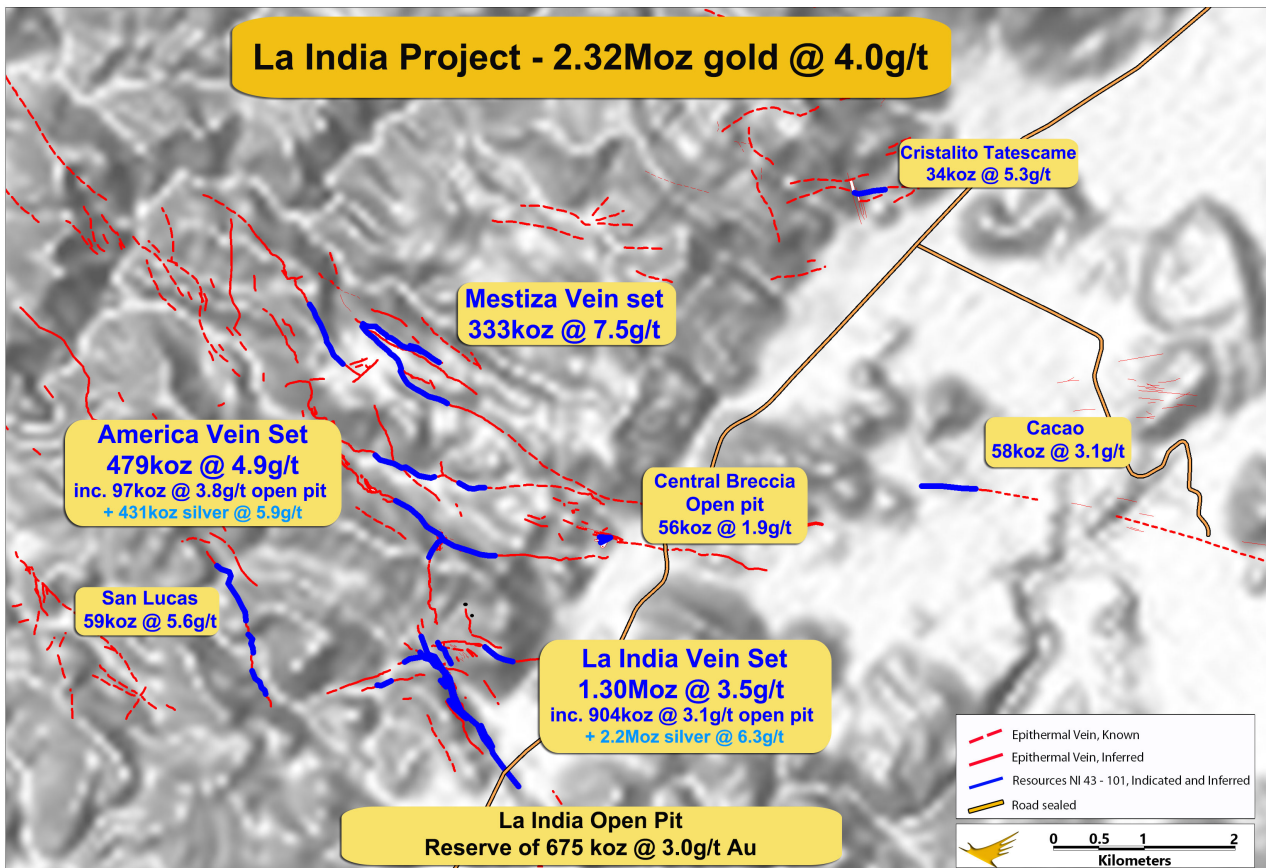 La India Project - 2.32Moz gold @ 4.0g/t
Cristalito Tatescame
34koz @ 5.3g/t
Mestiza Vein set
333koz @ 7.5g/t
America Vein Set
479koz @ 4.9g/t
inc. 97koz @ 3.8g/t open pit
+ 431koz silver @ 5.9g/t
Cacao
58koz @ 3.1g/t
Central Breccia
Open pit
56koz @ 1.9g/t
San Lucas
59koz @ 5.6g/t
La India Vein Set
1.30Moz @ 3.5g/t
inc. 904koz @ 3.1g/t open pit
+ 2.2Moz silver @ 6.3g/t
La India Open Pit
Reserve of 675 koz @ 3.0g/t Au
Epithermal Vein, Known
Epithermal Vein, Inferred
Resources NI 43 - 101, Indicated and Inferred
Road sealed
0 0.5 1 2
Kilometers